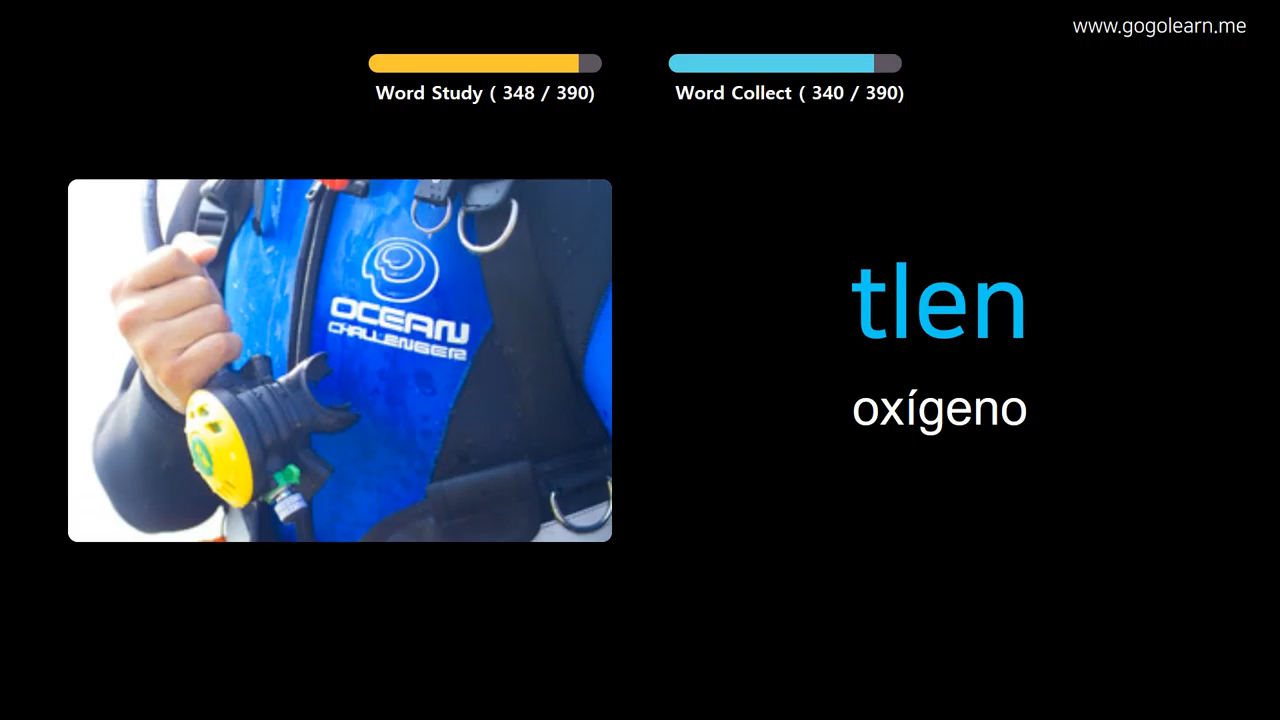 www.gogolearn.me
Word Study ( 348 / 390)
Word Collect ( 340 / 390)
OCEAN
CHALLENGER
tlen
oxígeno